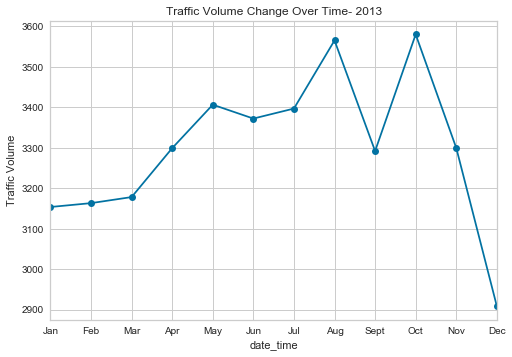 Traffic Volume Change Over Time- 2013
3600
3500
3400
3300
3200
3100
3000
2900
Traffic Volume
Jan Feb Mar Apr May Jun Jul Aug Sept Oct Nov Dec
date_time